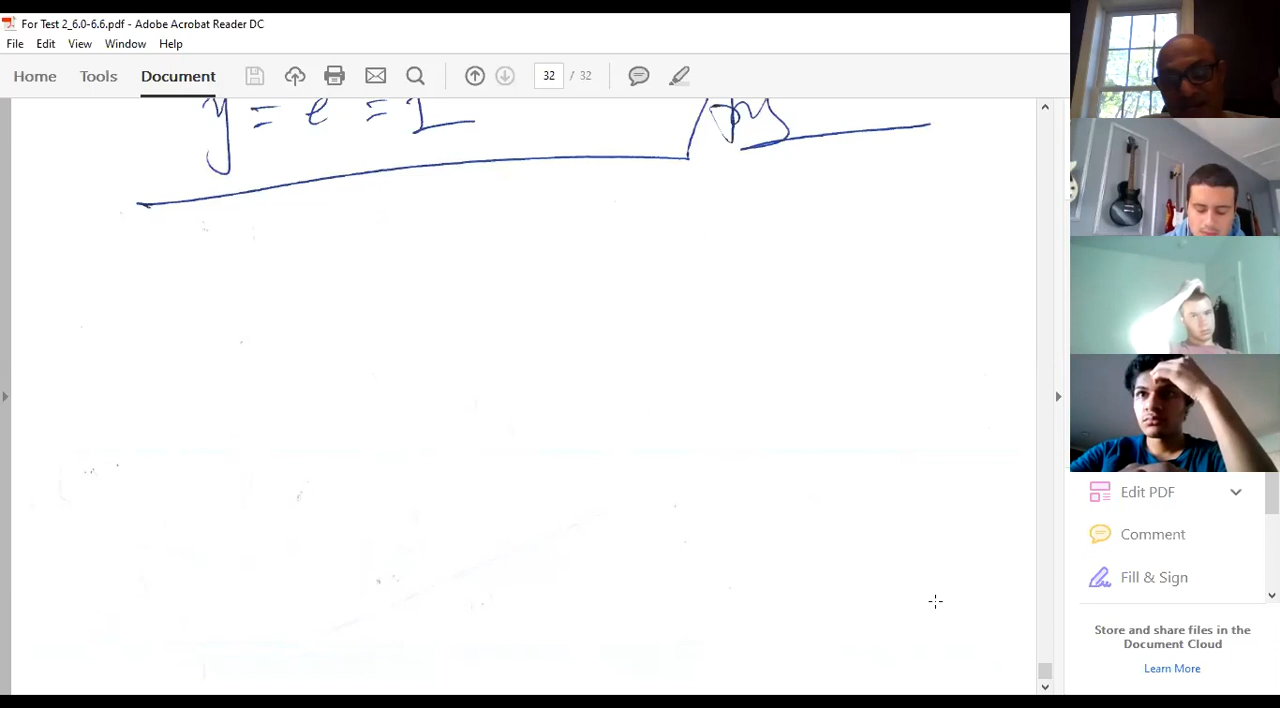 For Test 2_6.0-6.6.pdf - Adobe Acrobat Reader DC
File Edit View Window Help
Home Tools Document 32 / 32
y = e = 1
Edit PDF
Comment
Fill & Sign
Store and share files in the
Document Cloud
Learn More